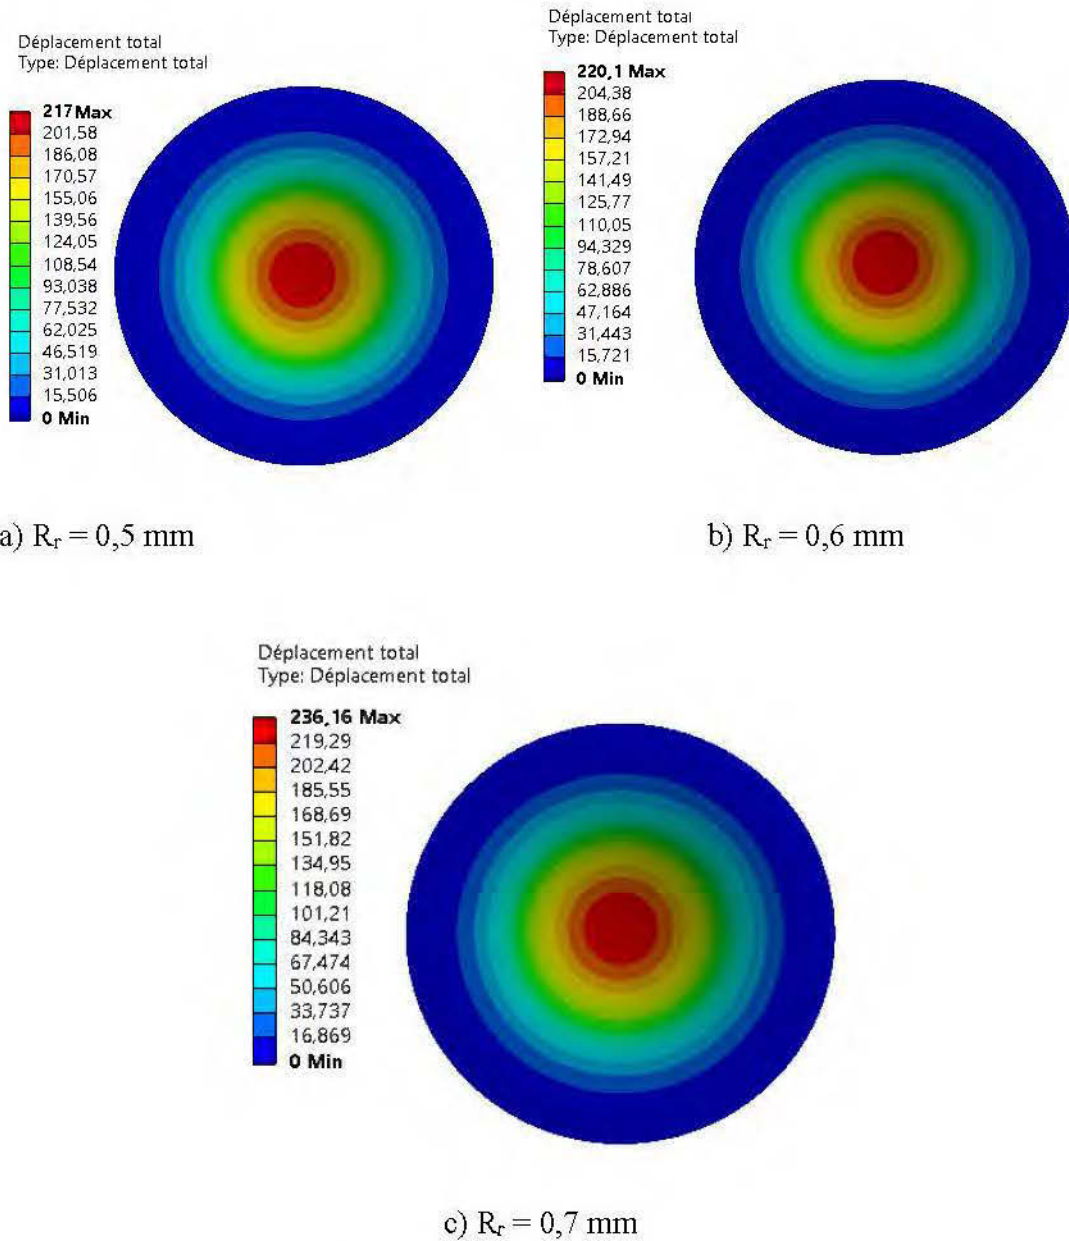 Déplacement total
Type: Déplacement total
217 Max
201,58
186,08
170,57
155,06
139,56
124,05
108,54
93,038
77,532
62,025
46,519
31,013
15,506
0 Min
a) Rr = 0,5 mm
Déplacement total
Type: Déplacement total
220,1 Max
204,38
188,66
172,94
157,21
141,49
125,77
110,05
94,329
78,607
62,886
47,164
31,443
15,721
0 Min
b) Rr = 0,6 mm
Déplacement total
Type: Déplacement total
236,16 Max
219,29
202,42
185,55
168,69
151,82
134,95
118,08
101,21
84,343
67,474
50,606
33,737
16,869
0 Min
c) Rr = 0,7 mm